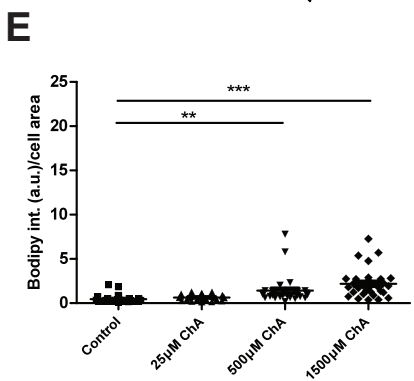 E
Bodipy int. (a.u.)/cell area
25
20
15
10
5
0
***
**
Control
25µM ChA
500µM ChA
1500µM ChA